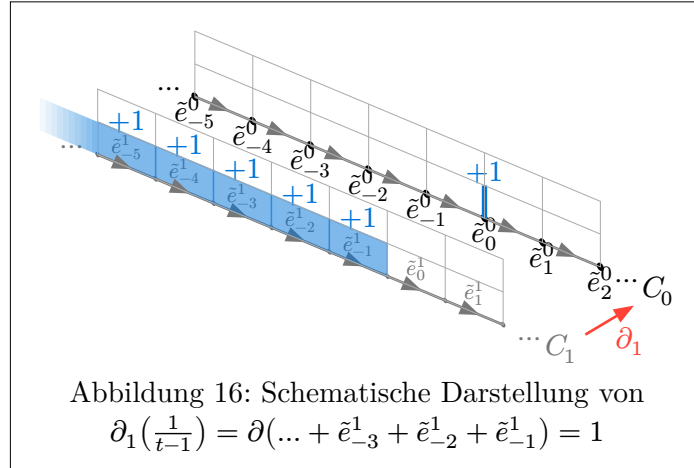 ...
ẽ⁰₋₅
ẽ⁰₋₄
ẽ⁰₋₃
ẽ⁰₋₂
ẽ⁰₋₁
+1
ẽ⁰₀
ẽ⁰₁
ẽ⁰₂
... C₀
+1
+1
+1
+1
+1
...
ẽ¹₋₅
ẽ¹₋₄
ẽ¹₋₃
ẽ¹₋₂
ẽ¹₋₁
ẽ¹₀
ẽ¹₁
... C₁
∂₁
Abbildung 16: Schematische Darstellung von
∂₁(1/(t−1)) = ∂(... + ẽ¹₋₃ + ẽ¹₋₂ + ẽ¹₋₁) = 1